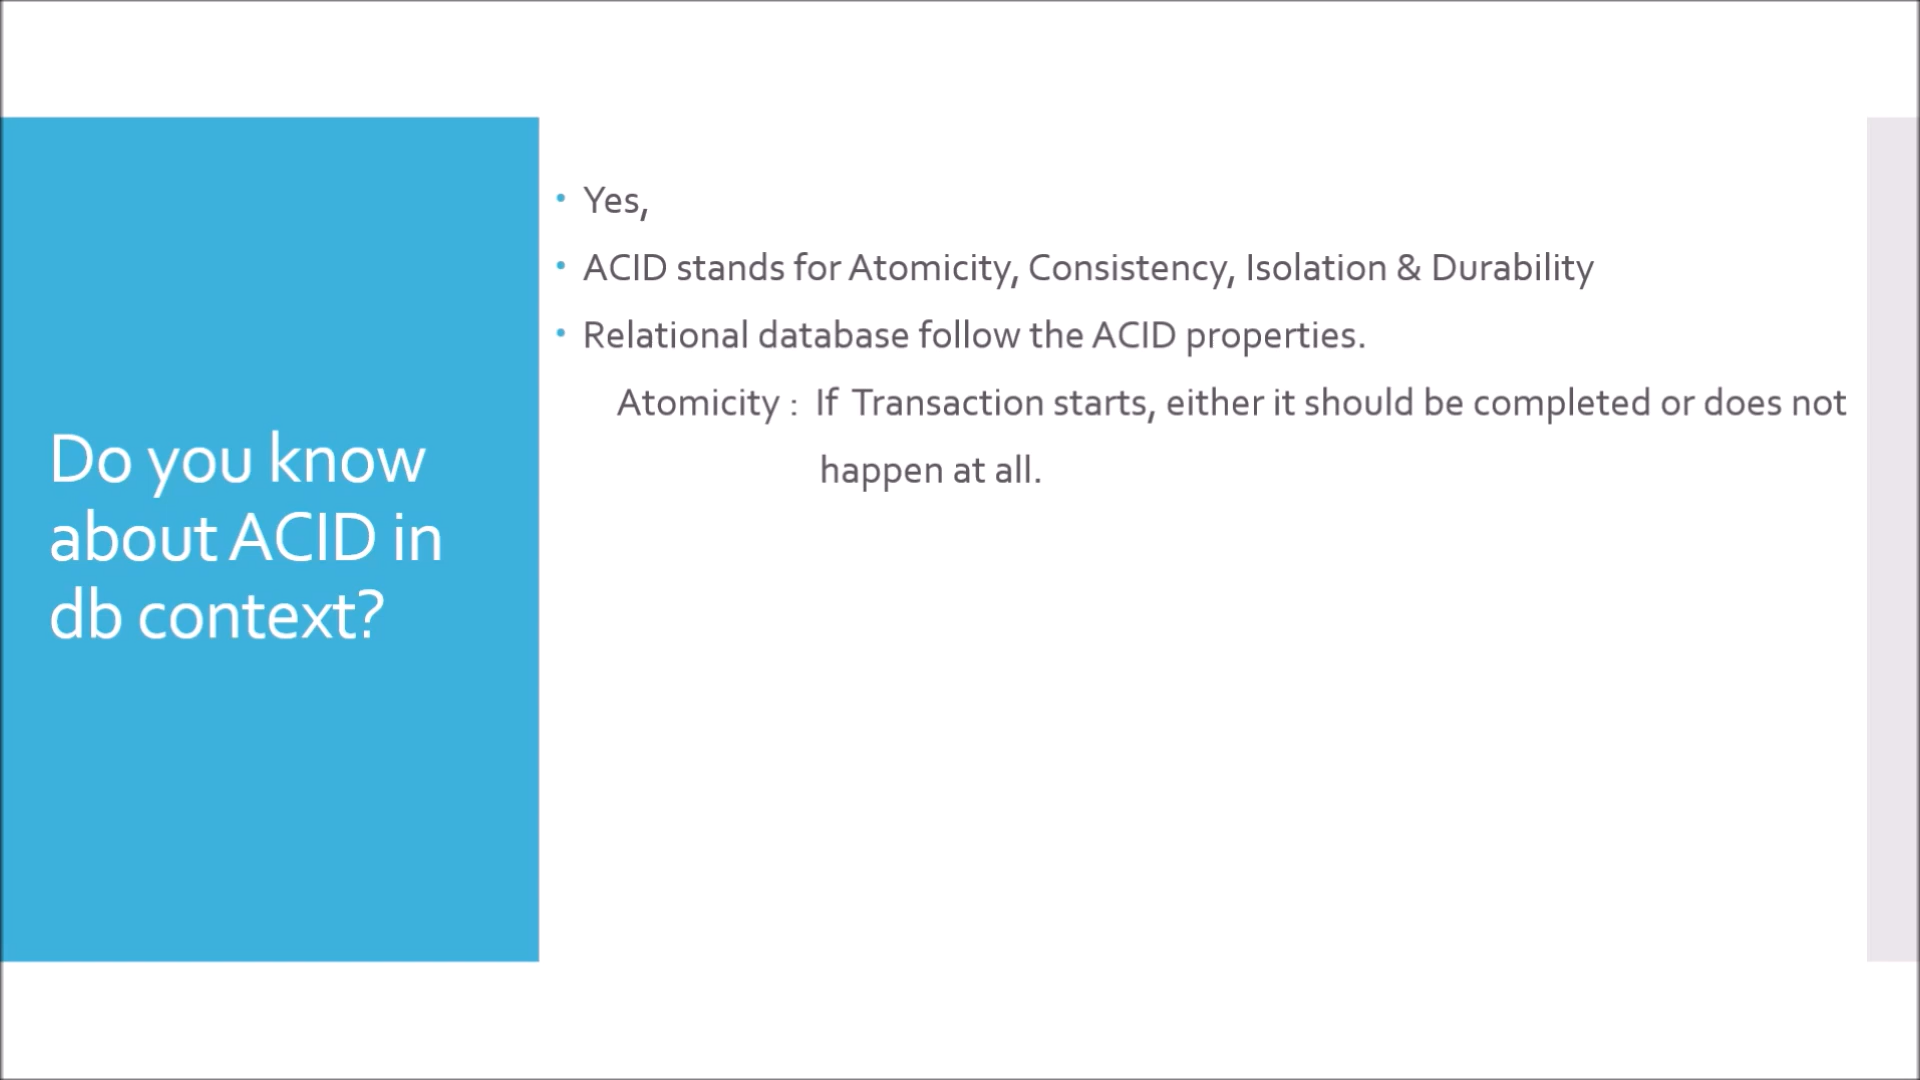 Do you know
about ACID in
db context?
• Yes,
• ACID stands for Atomicity, Consistency, Isolation & Durability
• Relational database follow the ACID properties.
Atomicity : If Transaction starts, either it should be completed or does not
happen at all.